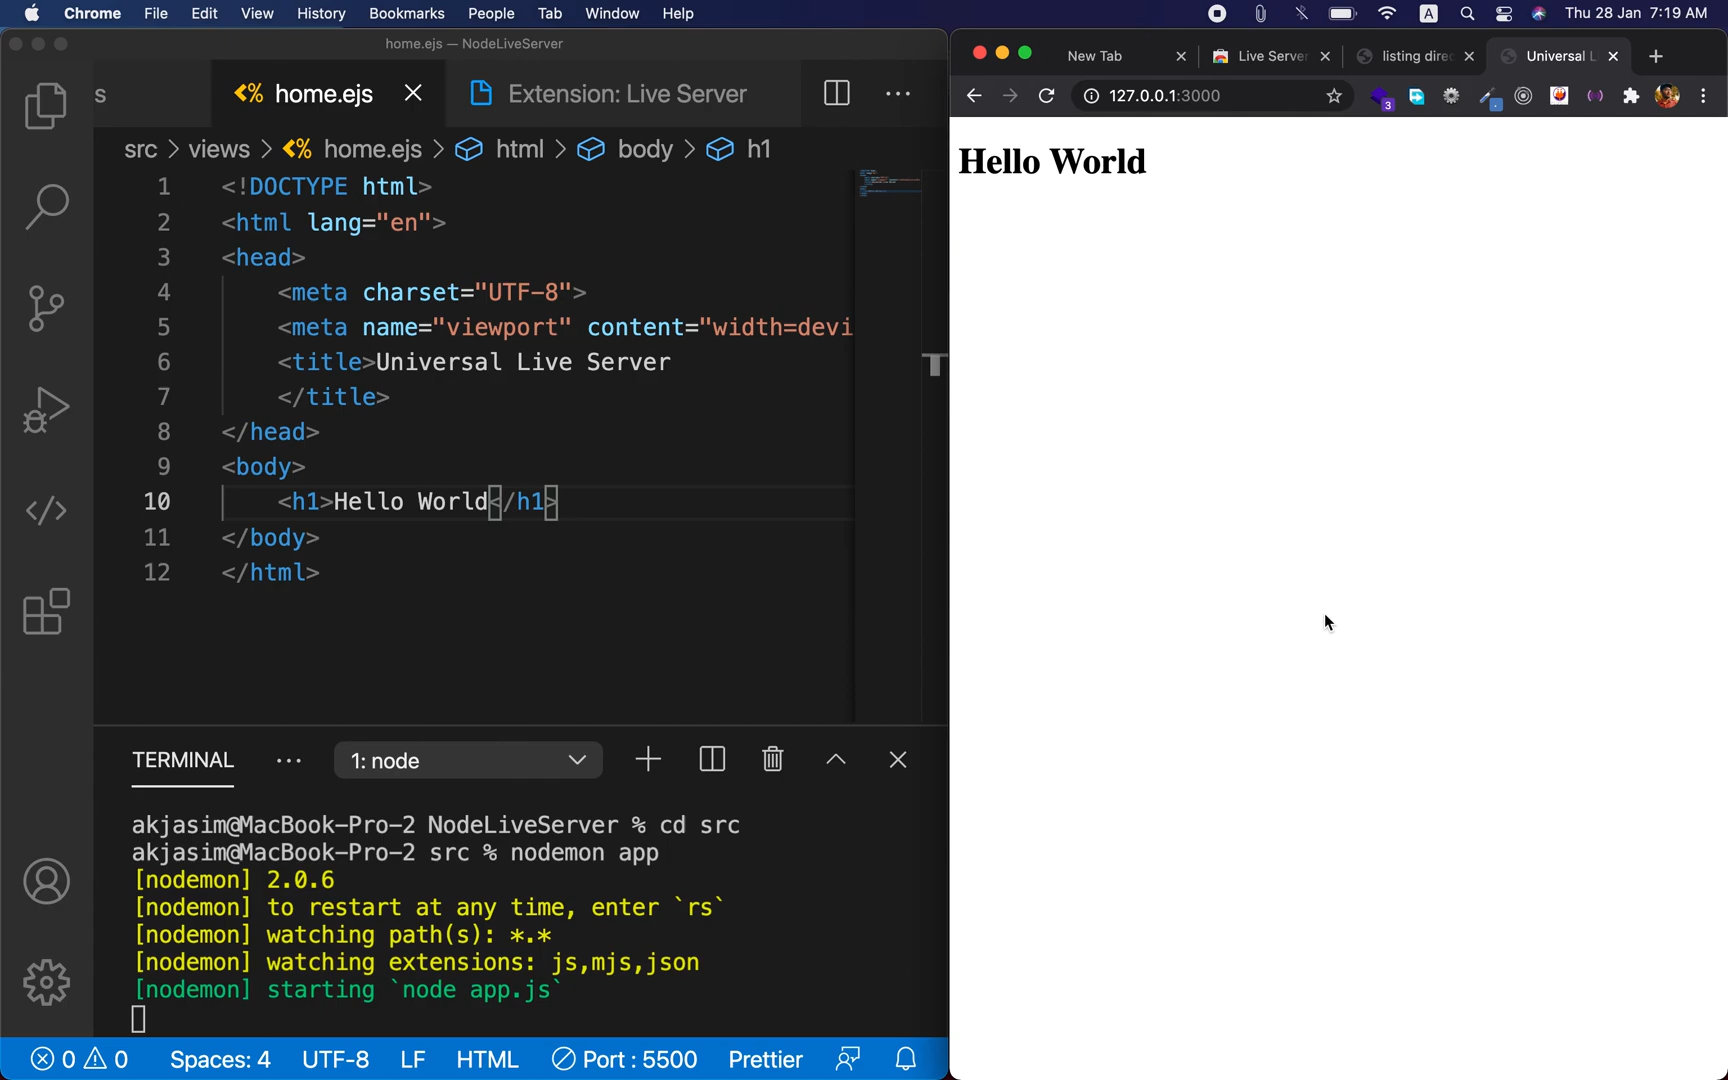 Chrome File Edit View History Bookmarks People Tab Window Help A Thu 28 Jan 7:19 AM
home.ejs — NodeLiveServer
s <% home.ejs Extension: Live Server ...
src > views > <% home.ejs > html > body > h1
1 <!DOCTYPE html>
2 <html lang="en">
3 <head>
4 <meta charset="UTF-8">
5 <meta name="viewport" content="width=devi
6 <title>Universal Live Server
7 </title>
8 </head>
9 <body>
10 <h1>Hello World</h1>
11 </body>
12 </html>
TERMINAL ... 1: node
akjasim@MacBook-Pro-2 NodeLiveServer % cd src
akjasim@MacBook-Pro-2 src % nodemon app
[nodemon] 2.0.6
[nodemon] to restart at any time, enter `rs`
[nodemon] watching path(s): *.*
[nodemon] watching extensions: js,mjs,json
[nodemon] starting `node app.js`
0 0 Spaces: 4 UTF-8 LF HTML Port : 5500 Prettier
New Tab Live Server listing direc Universal L
127.0.0.1:3000 3
Hello World